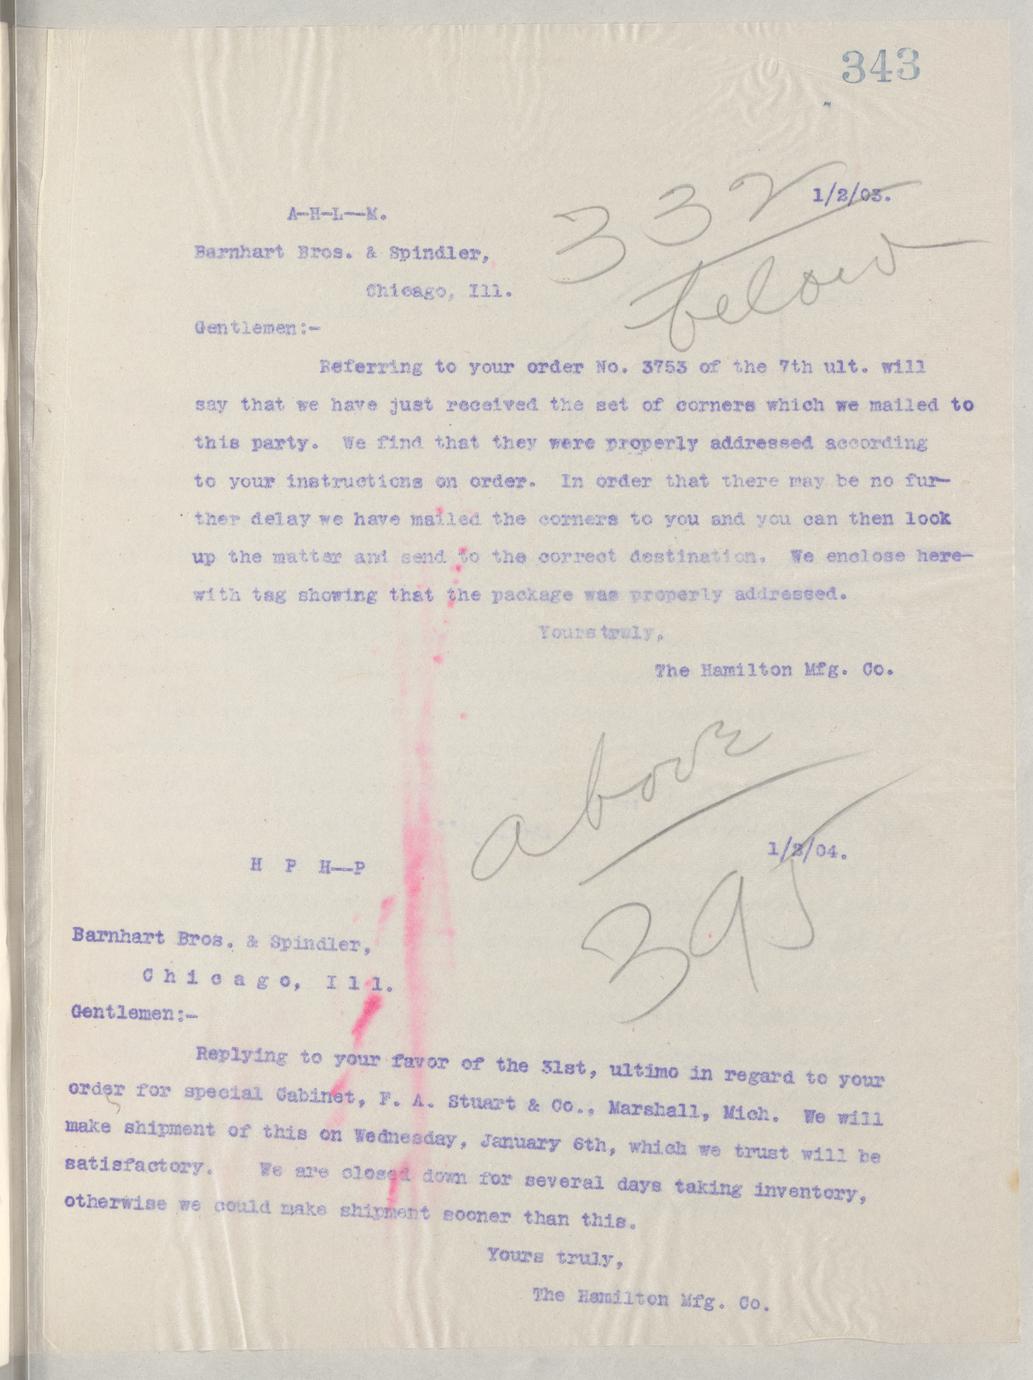 343
1/2/03.
332
A-H-L--M.
Barnhart Bros. & Spindler,
below
Chicago, Ill.
Gentlemen:-
Referring to your order No. 3753 of the 7th ult. will
say that we have just received the set of corners which we mailed to
this party. We find that they were properly addressed according
to your instructions on order. In order that there may be no fur-
ther delay we have mailed the corners to you and you can then look
up the matter and send to the correct destination. We enclose here-
with tag showing that the package was properly addressed.
Yours truly,
The Hamilton Mfg. Co.
above
1/2/04.
H P H--P
395
Barnhart Bros. & Spindler,
Chicago, Ill.
Gentlemen:-
Replying to your favor of the 31st, ultimo in regard to your
order for special Cabinet, F. A. Stuart & Co., Marshall, Mich. We will
make shipment of this on Wednesday, January 6th, which we trust will be
satisfactory. We are closed down for several days taking inventory,
otherwise we could make shipment sooner than this.
Yours truly,
The Hamilton Mfg. Co.